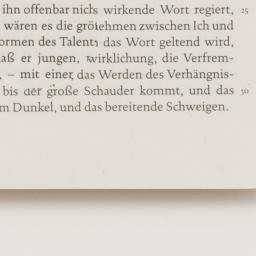 ihn offenbar nichs wirkende Wort regiert, 25
wären es die grötehmen zwischen Ich und
ormen des Talents das Wort geltend wird,
aß er jungen, wirklichung, die Verfrem-
, – mit einer, das Werden des Verhängnis-
bis der große Schauder kommt, und das 30
m Dunkel, und das bereitende Schweigen.